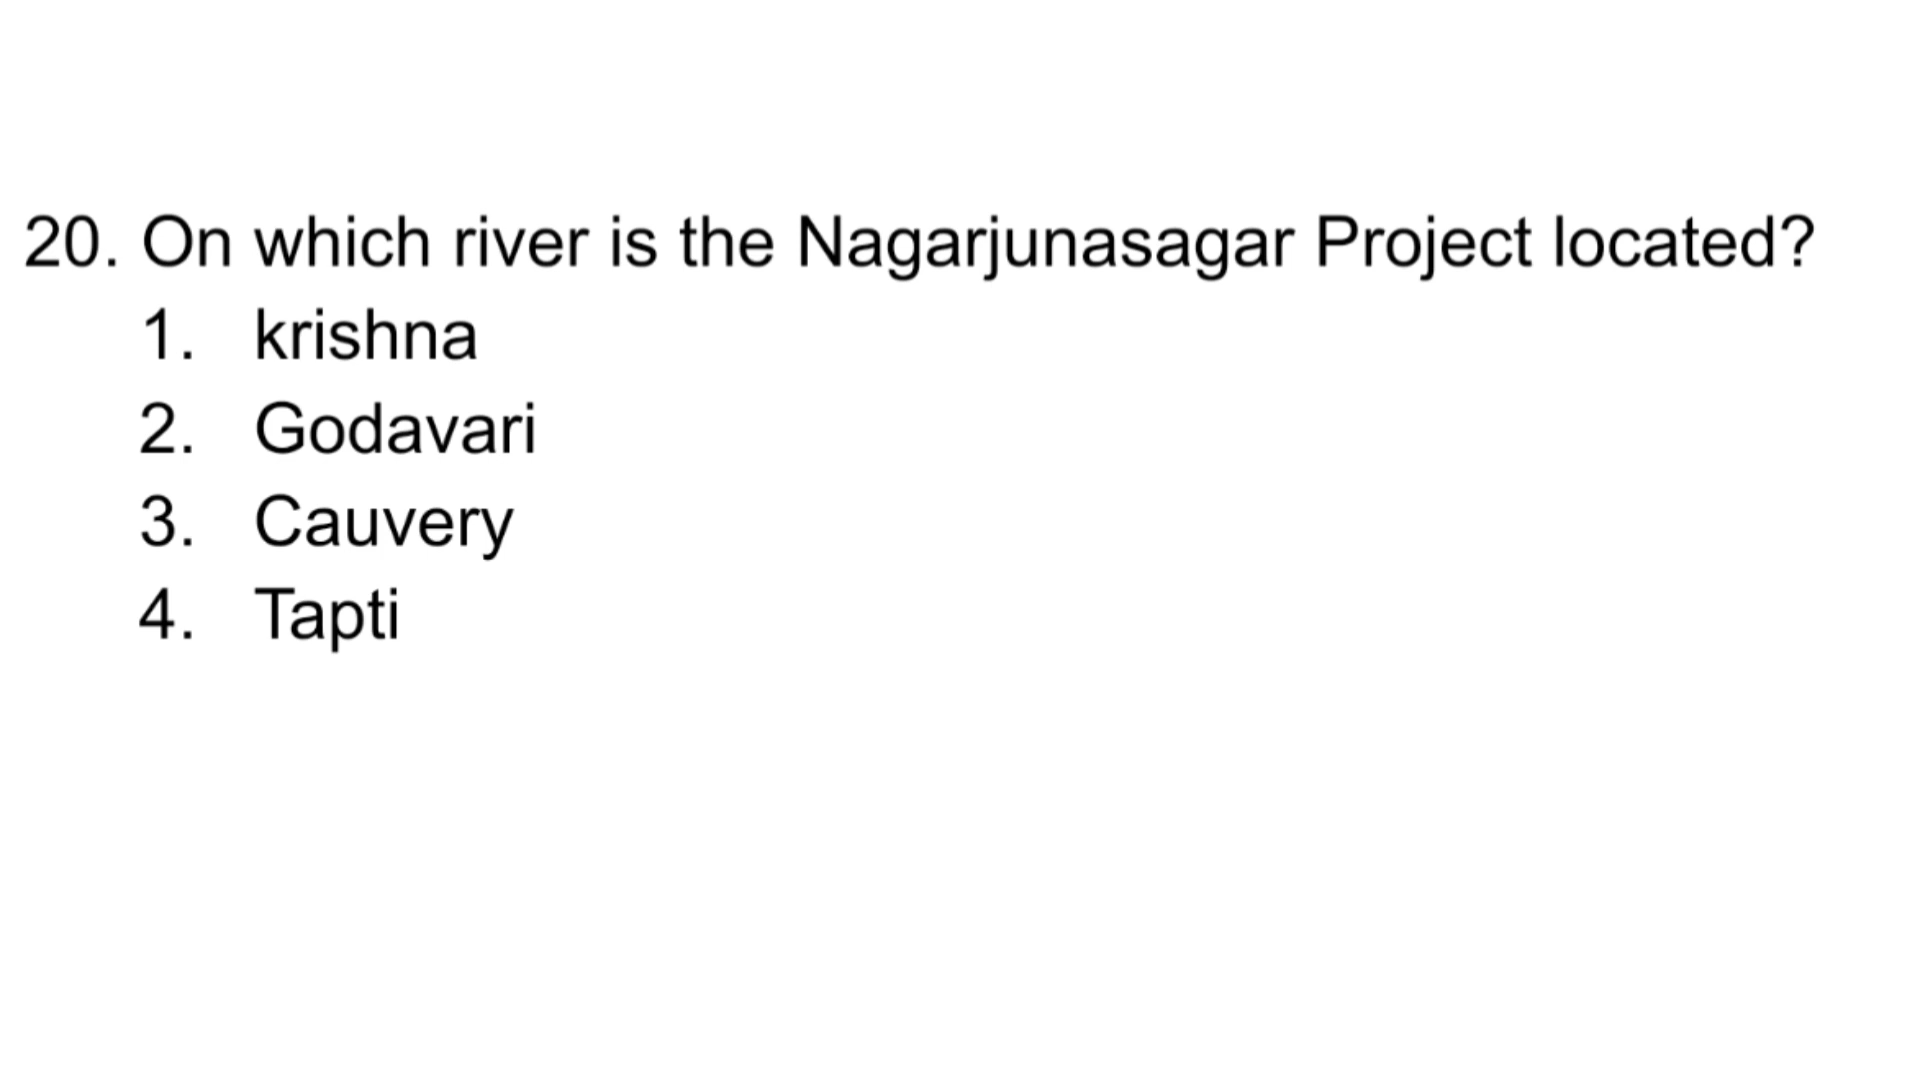 20. On which river is the Nagarjunasagar Project located?
1. krishna
2. Godavari
3. Cauvery
4. Tapti